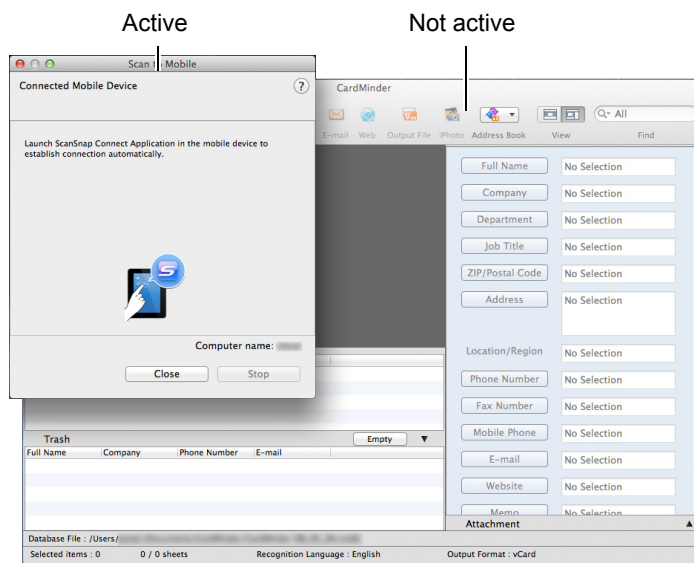 Active
Not active
Scan to Mobile
Connected Mobile Device
?
Launch ScanSnap Connect Application in the mobile device to
establish connection automatically.
S
Computer name:
Close
Stop
CardMinder
All
E-mail Web Output File iPhoto Address Book View Find
Full Name No Selection
Company No Selection
Department No Selection
Job Title No Selection
ZIP/Postal Code No Selection
Address No Selection
Location/Region No Selection
Phone Number No Selection
Fax Number No Selection
Mobile Phone No Selection
E-mail No Selection
Website No Selection
Memo No Selection
Attachment
Trash Empty
Full Name Company Phone Number E-mail
Database File : /Users/
Selected items : 0 0 / 0 sheets Recognition Language : English Output Format : vCard